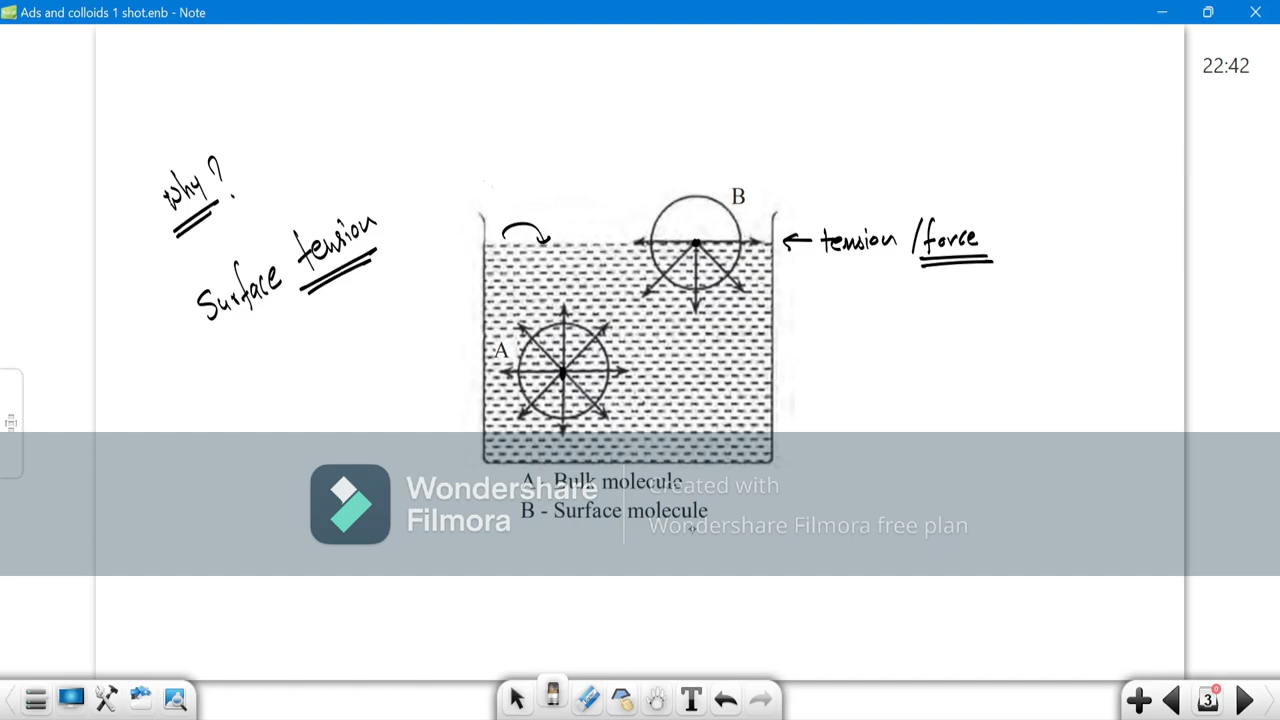 Ads and colloids 1 shot.enb - Note
22:42
why?
Surface tension
B
← tension / force
A
A - Bulk molecule
B - Surface molecule
Wondershare
Filmora
Created with
Wondershare Filmora free plan
T
3